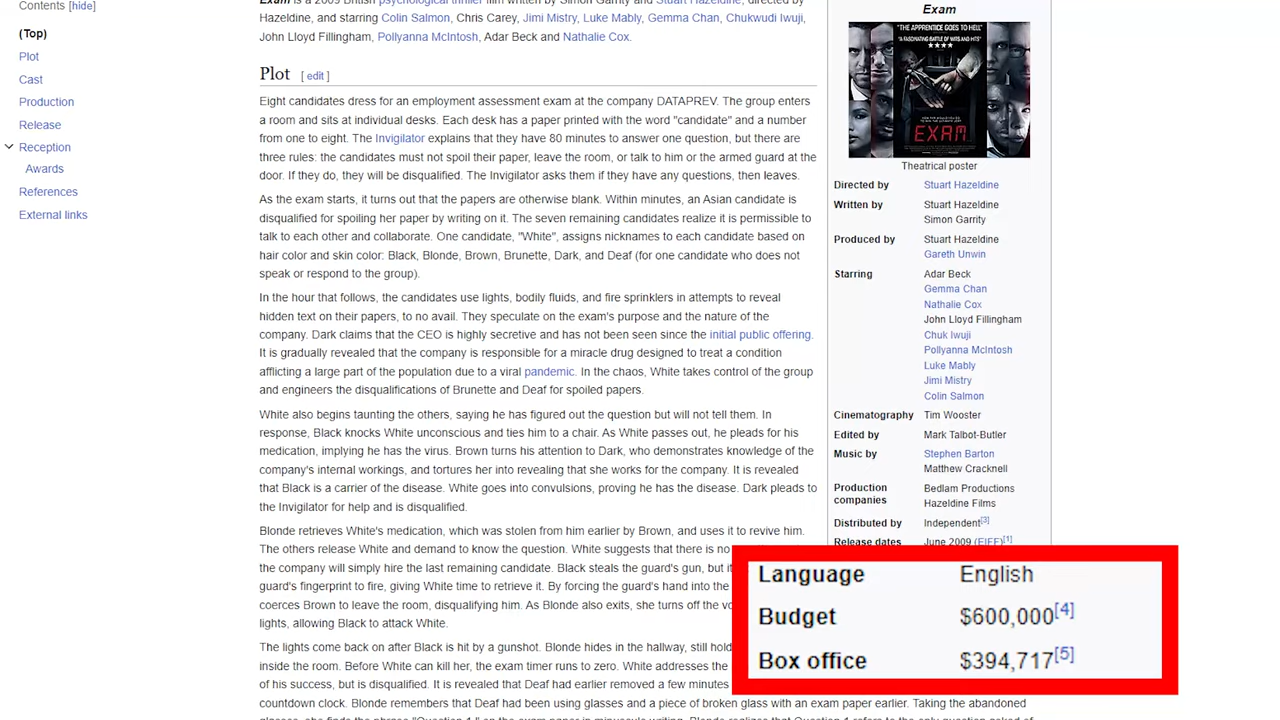 Contents [hide]
(Top)
Plot
Cast
Production
Release
Reception
Awards
References
External links
Exam is a 2009 British psychological thriller film written by Simon Garrity and Stuart Hazeldine, directed by
Hazeldine, and starring Colin Salmon, Chris Carey, Jimi Mistry, Luke Mably, Gemma Chan, Chukwudi Iwuji,
John Lloyd Fillingham, Pollyanna McIntosh, Adar Beck and Nathalie Cox.
Plot [ edit ]
Eight candidates dress for an employment assessment exam at the company DATAPREV. The group enters
a room and sits at individual desks. Each desk has a paper printed with the word "candidate" and a number
from one to eight. The Invigilator explains that they have 80 minutes to answer one question, but there are
three rules: the candidates must not spoil their paper, leave the room, or talk to him or the armed guard at the
door. If they do, they will be disqualified. The Invigilator asks them if they have any questions, then leaves.
As the exam starts, it turns out that the papers are otherwise blank. Within minutes, an Asian candidate is
disqualified for spoiling her paper by writing on it. The seven remaining candidates realize it is permissible to
talk to each other and collaborate. One candidate, "White", assigns nicknames to each candidate based on
hair color and skin color: Black, Blonde, Brown, Brunette, Dark, and Deaf (for one candidate who does not
speak or respond to the group).
In the hour that follows, the candidates use lights, bodily fluids, and fire sprinklers in attempts to reveal
hidden text on their papers, to no avail. They speculate on the exam's purpose and the nature of the
company. Dark claims that the CEO is highly secretive and has not been seen since the initial public offering.
It is gradually revealed that the company is responsible for a miracle drug designed to treat a condition
afflicting a large part of the population due to a viral pandemic. In the chaos, White takes control of the group
and engineers the disqualifications of Brunette and Deaf for spoiled papers.
White also begins taunting the others, saying he has figured out the question but will not tell them. In
response, Black knocks White unconscious and ties him to a chair. As White passes out, he pleads for his
medication, implying he has the virus. Brown turns his attention to Dark, who demonstrates knowledge of the
company's internal workings, and tortures her into revealing that she works for the company. It is revealed
that Black is a carrier of the disease. White goes into convulsions, proving he has the disease. Dark pleads to
the Invigilator for help and is disqualified.
Blonde retrieves White's medication, which was stolen from him earlier by Brown, and uses it to revive him.
The others release White and demand to know the question. White suggests that there is no
the company will simply hire the last remaining candidate. Black steals the guard's gun, but it
guard's fingerprint to fire, giving White time to retrieve it. By forcing the guard's hand into the
coerces Brown to leave the room, disqualifying him. As Blonde also exits, she turns off the
lights, allowing Black to attack White.
The lights come back on after Black is hit by a gunshot. Blonde hides in the hallway, still
inside the room. Before White can kill her, the exam timer runs to zero. White addresses the
of his success, but is disqualified. It is revealed that Deaf had earlier removed a few minutes
countdown clock. Blonde remembers that Deaf had been using glasses and a piece of broken glass with an exam paper earlier. Taking the abandoned
Exam
"THE APPRENTICE GOES TO HELL"
"A FASCINATING BATTLE OF WITS AND HITS"
EXAM
Theatrical poster
Directed by Stuart Hazeldine
Written by Stuart Hazeldine
Simon Garrity
Produced by Stuart Hazeldine
Gareth Unwin
Starring Adar Beck
Gemma Chan
Nathalie Cox
John Lloyd Fillingham
Chuk Iwuji
Pollyanna McIntosh
Luke Mably
Jimi Mistry
Colin Salmon
Cinematography Tim Wooster
Edited by Mark Talbot-Butler
Music by Stephen Barton
Matthew Cracknell
Production Bedlam Productions
companies Hazeldine Films
Distributed by Independent[3]
Release dates June 2009 (EIFF)[1]
Language English
Budget $600,000[4]
Box office $394,717[5]